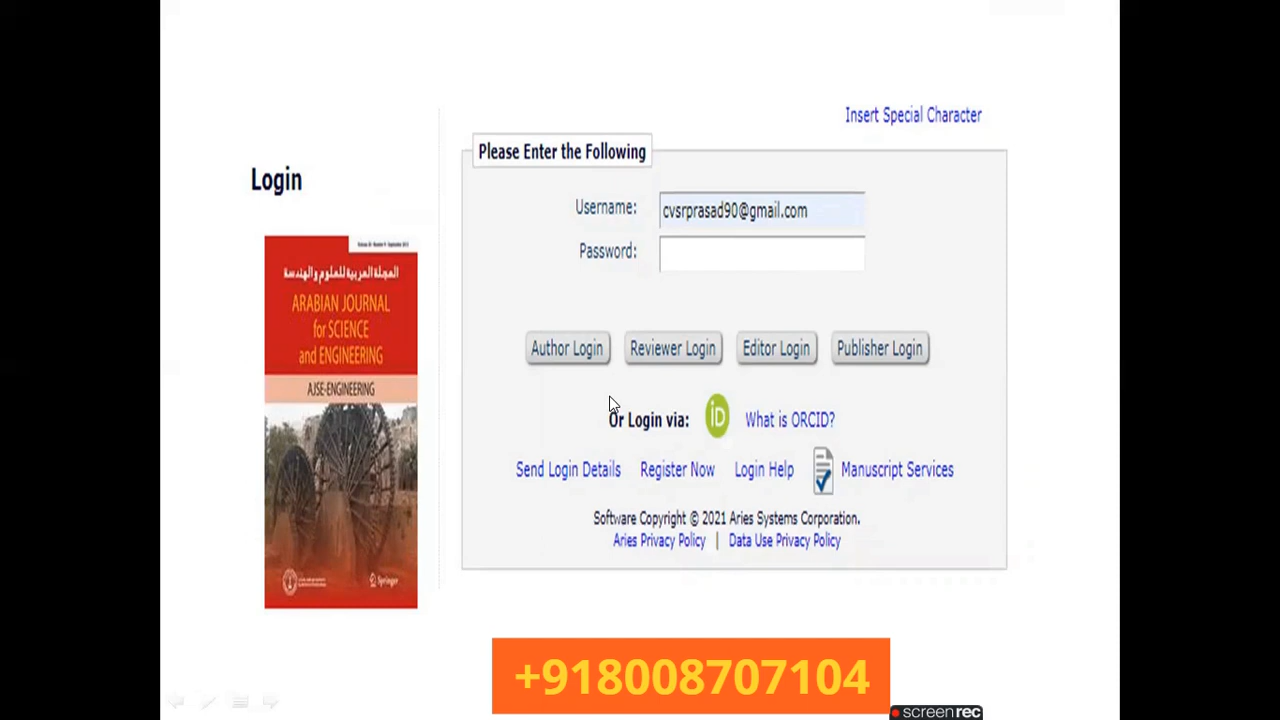 Insert Special Character
Please Enter the Following
Login
Username: cvsrprasad90@gmail.com
Password:
المجلة العربية للعلوم والهندسة
ARABIAN JOURNAL
for SCIENCE
and ENGINEERING
AJSE-ENGINEERING
Springer
Author Login Reviewer Login Editor Login Publisher Login
Or Login via: iD What is ORCID?
Send Login Details Register Now Login Help Manuscript Services
Software Copyright © 2021 Aries Systems Corporation.
Aries Privacy Policy | Data Use Privacy Policy
+918008707104
screenrec